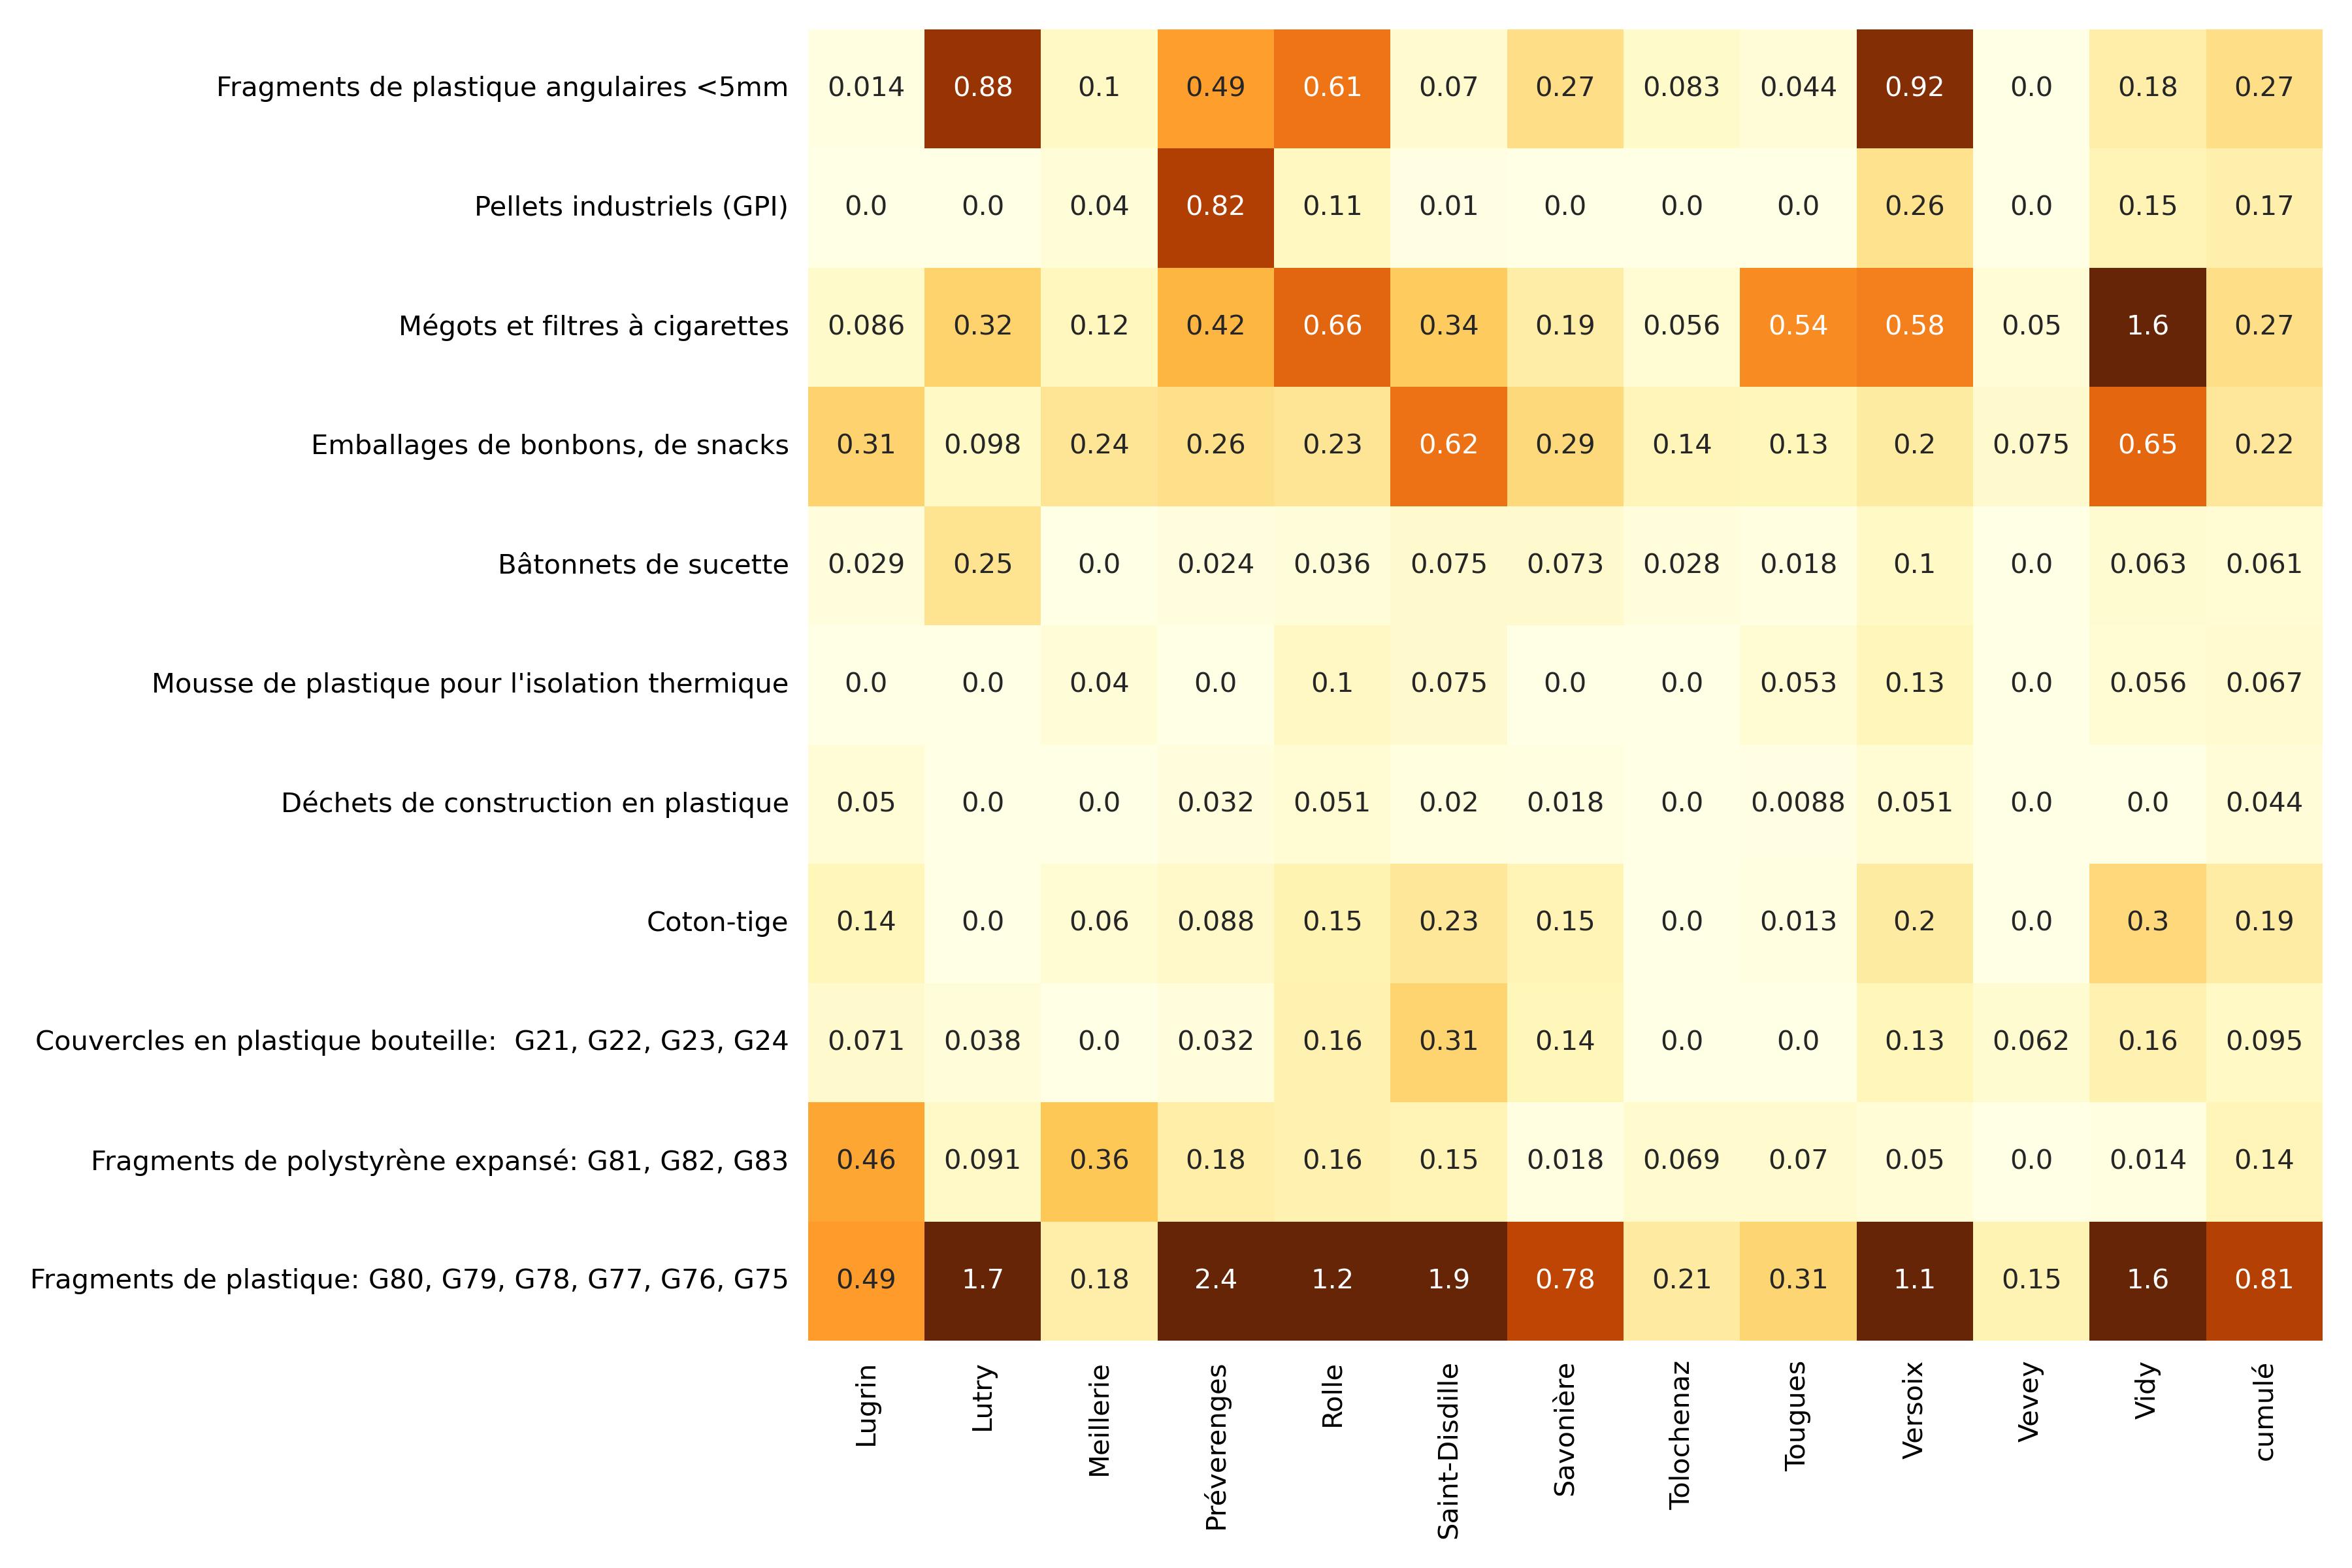 Fragments de plastique angulaires <5mm 0.014 0.88 0.1 0.49 0.61 0.07 0.27 0.083 0.044 0.92 0.0 0.18 0.27
Pellets industriels (GPI) 0.0 0.0 0.04 0.82 0.11 0.01 0.0 0.0 0.0 0.26 0.0 0.15 0.17
Mégots et filtres à cigarettes 0.086 0.32 0.12 0.42 0.66 0.34 0.19 0.056 0.54 0.58 0.05 1.6 0.27
Emballages de bonbons, de snacks 0.31 0.098 0.24 0.26 0.23 0.62 0.29 0.14 0.13 0.2 0.075 0.65 0.22
Bâtonnets de sucette 0.029 0.25 0.0 0.024 0.036 0.075 0.073 0.028 0.018 0.1 0.0 0.063 0.061
Mousse de plastique pour l'isolation thermique 0.0 0.0 0.04 0.0 0.1 0.075 0.0 0.0 0.053 0.13 0.0 0.056 0.067
Déchets de construction en plastique 0.05 0.0 0.0 0.032 0.051 0.02 0.018 0.0 0.0088 0.051 0.0 0.0 0.044
Coton-tige 0.14 0.0 0.06 0.088 0.15 0.23 0.15 0.0 0.013 0.2 0.0 0.3 0.19
Couvercles en plastique bouteille:  G21, G22, G23, G24 0.071 0.038 0.0 0.032 0.16 0.31 0.14 0.0 0.0 0.13 0.062 0.16 0.095
Fragments de polystyrène expansé: G81, G82, G83 0.46 0.091 0.36 0.18 0.16 0.15 0.018 0.069 0.07 0.05 0.0 0.014 0.14
Fragments de plastique: G80, G79, G78, G77, G76, G75 0.49 1.7 0.18 2.4 1.2 1.9 0.78 0.21 0.31 1.1 0.15 1.6 0.81
Lugrin Lutry Meillerie Préverenges Rolle Saint-Disdille Savonière Tolochenaz Tougues Versoix Vevey Vidy cumulé